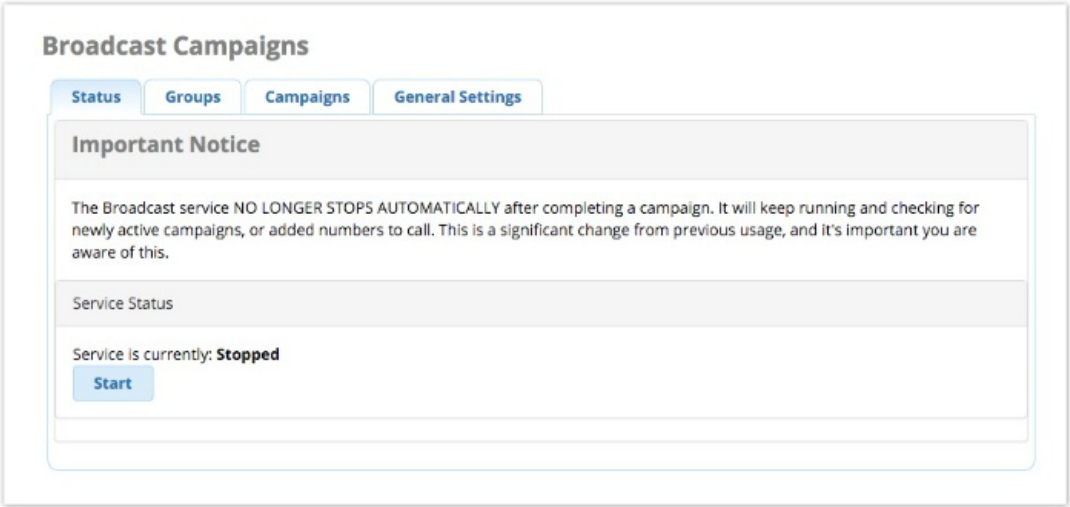 Broadcast Campaigns
Status Groups Campaigns General Settings
Important Notice
The Broadcast service NO LONGER STOPS AUTOMATICALLY after completing a campaign. It will keep running and checking for
newly active campaigns, or added numbers to call. This is a significant change from previous usage, and it's important you are
aware of this.
Service Status
Service is currently: Stopped
Start